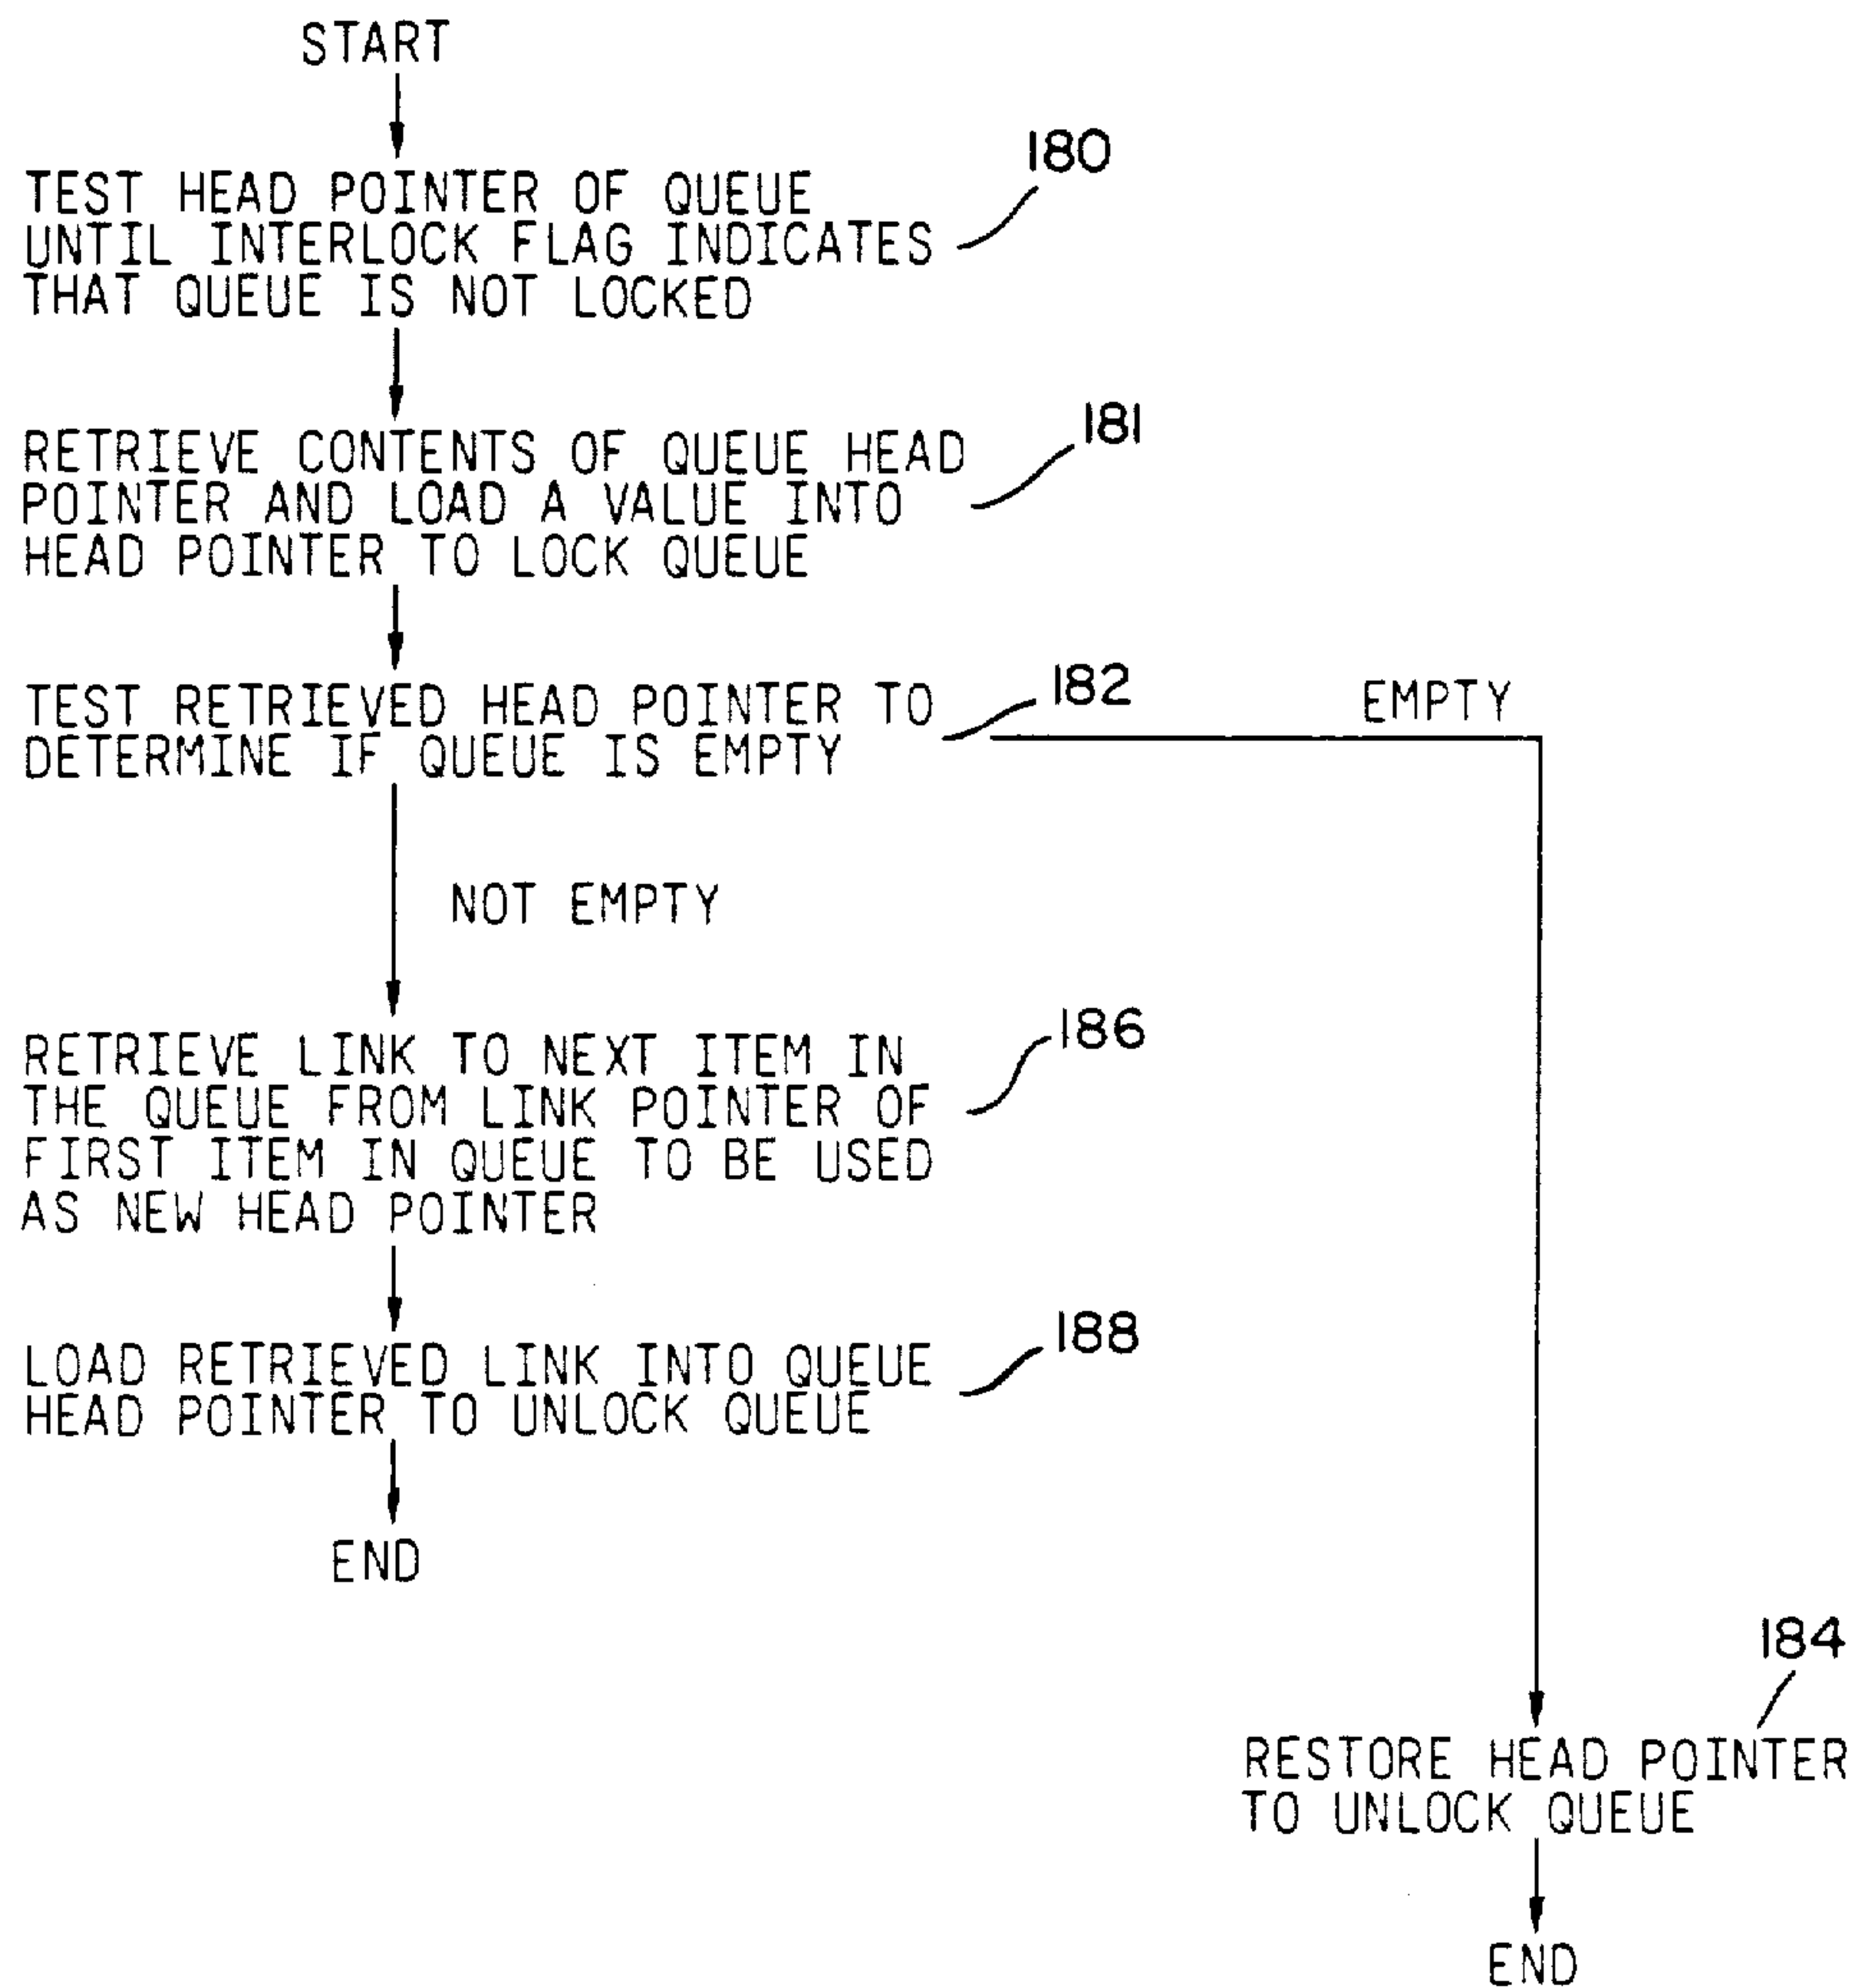 START
180
TEST HEAD POINTER OF QUEUE
UNTIL INTERLOCK FLAG INDICATES
THAT QUEUE IS NOT LOCKED
181
RETRIEVE CONTENTS OF QUEUE HEAD
POINTER AND LOAD A VALUE INTO
HEAD POINTER TO LOCK QUEUE
182
TEST RETRIEVED HEAD POINTER TO
DETERMINE IF QUEUE IS EMPTY
EMPTY
NOT EMPTY
186
RETRIEVE LINK TO NEXT ITEM IN
THE QUEUE FROM LINK POINTER OF
FIRST ITEM IN QUEUE TO BE USED
AS NEW HEAD POINTER
188
LOAD RETRIEVED LINK INTO QUEUE
HEAD POINTER TO UNLOCK QUEUE
END
184
RESTORE HEAD POINTER
TO UNLOCK QUEUE
END